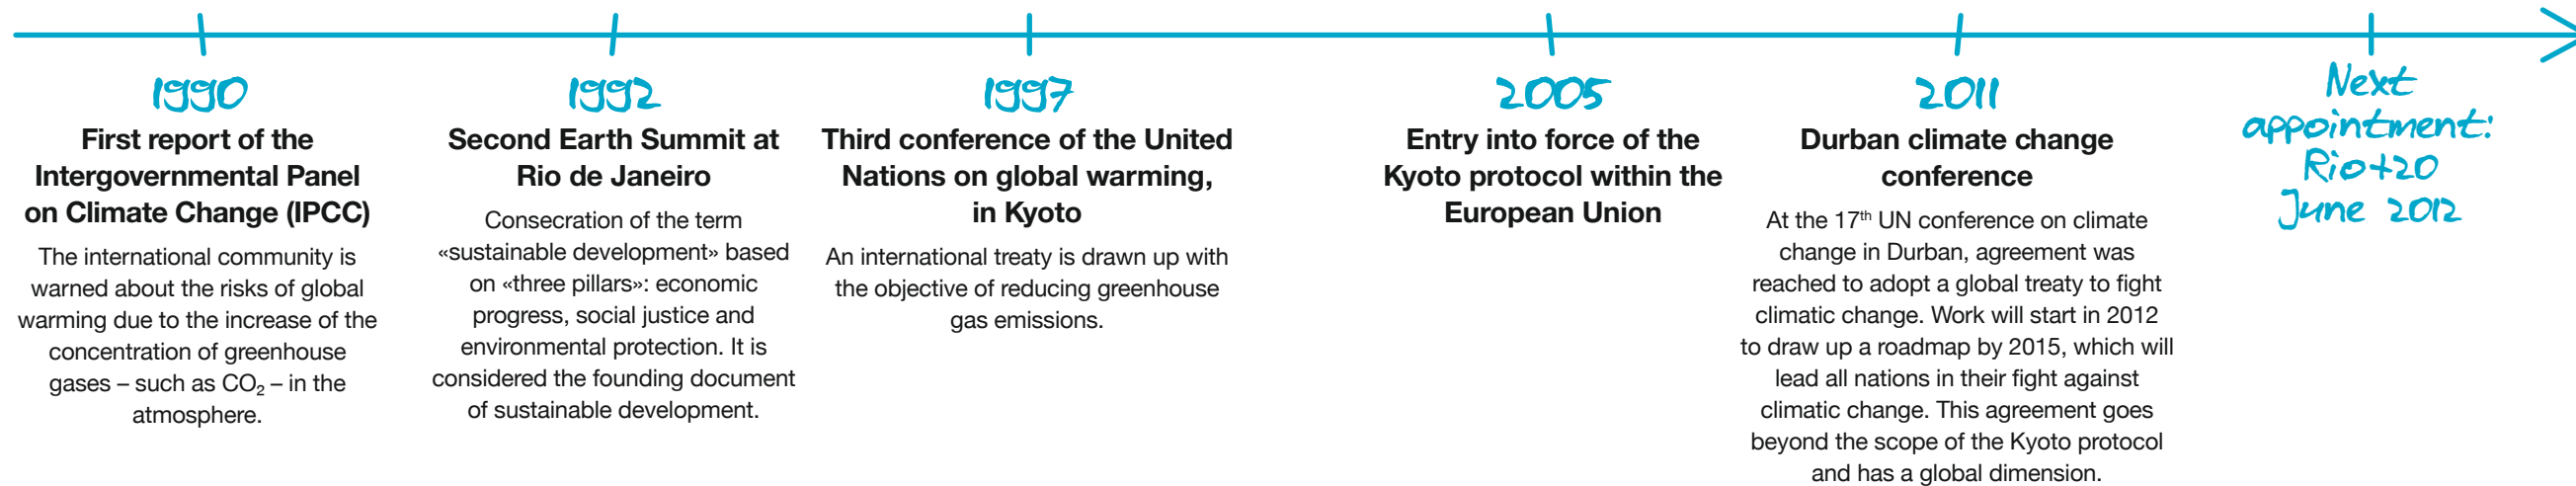 1990
First report of the
Intergovernmental Panel
on Climate Change (IPCC)
The international community is
warned about the risks of global
warming due to the increase of the
concentration of greenhouse
gases – such as CO₂ – in the
atmosphere.
1992
Second Earth Summit at
Rio de Janeiro
Consecration of the term
«sustainable development» based
on «three pillars»: economic
progress, social justice and
environmental protection. It is
considered the founding document
of sustainable development.
1997
Third conference of the United
Nations on global warming,
in Kyoto
An international treaty is drawn up with
the objective of reducing greenhouse
gas emissions.
2005
Entry into force of the
Kyoto protocol within the
European Union
2011
Durban climate change
conference
At the 17th UN conference on climate
change in Durban, agreement was
reached to adopt a global treaty to fight
climatic change. Work will start in 2012
to draw up a roadmap by 2015, which will
lead all nations in their fight against
climatic change. This agreement goes
beyond the scope of the Kyoto protocol
and has a global dimension.
Next
appointment:
Rio+20
June 2012